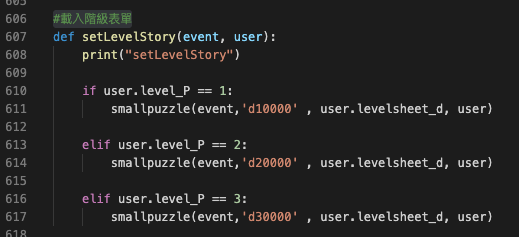 606 #載入階級表單
607 def setLevelStory(event, user):
608 print("setLevelStory")
609
610 if user.level_P == 1:
611 smallpuzzle(event,'d10000' , user.levelsheet_d, user)
612
613 elif user.level_P == 2:
614 smallpuzzle(event,'d20000' , user.levelsheet_d, user)
615
616 elif user.level_P == 3:
617 smallpuzzle(event,'d30000' , user.levelsheet_d, user)
618